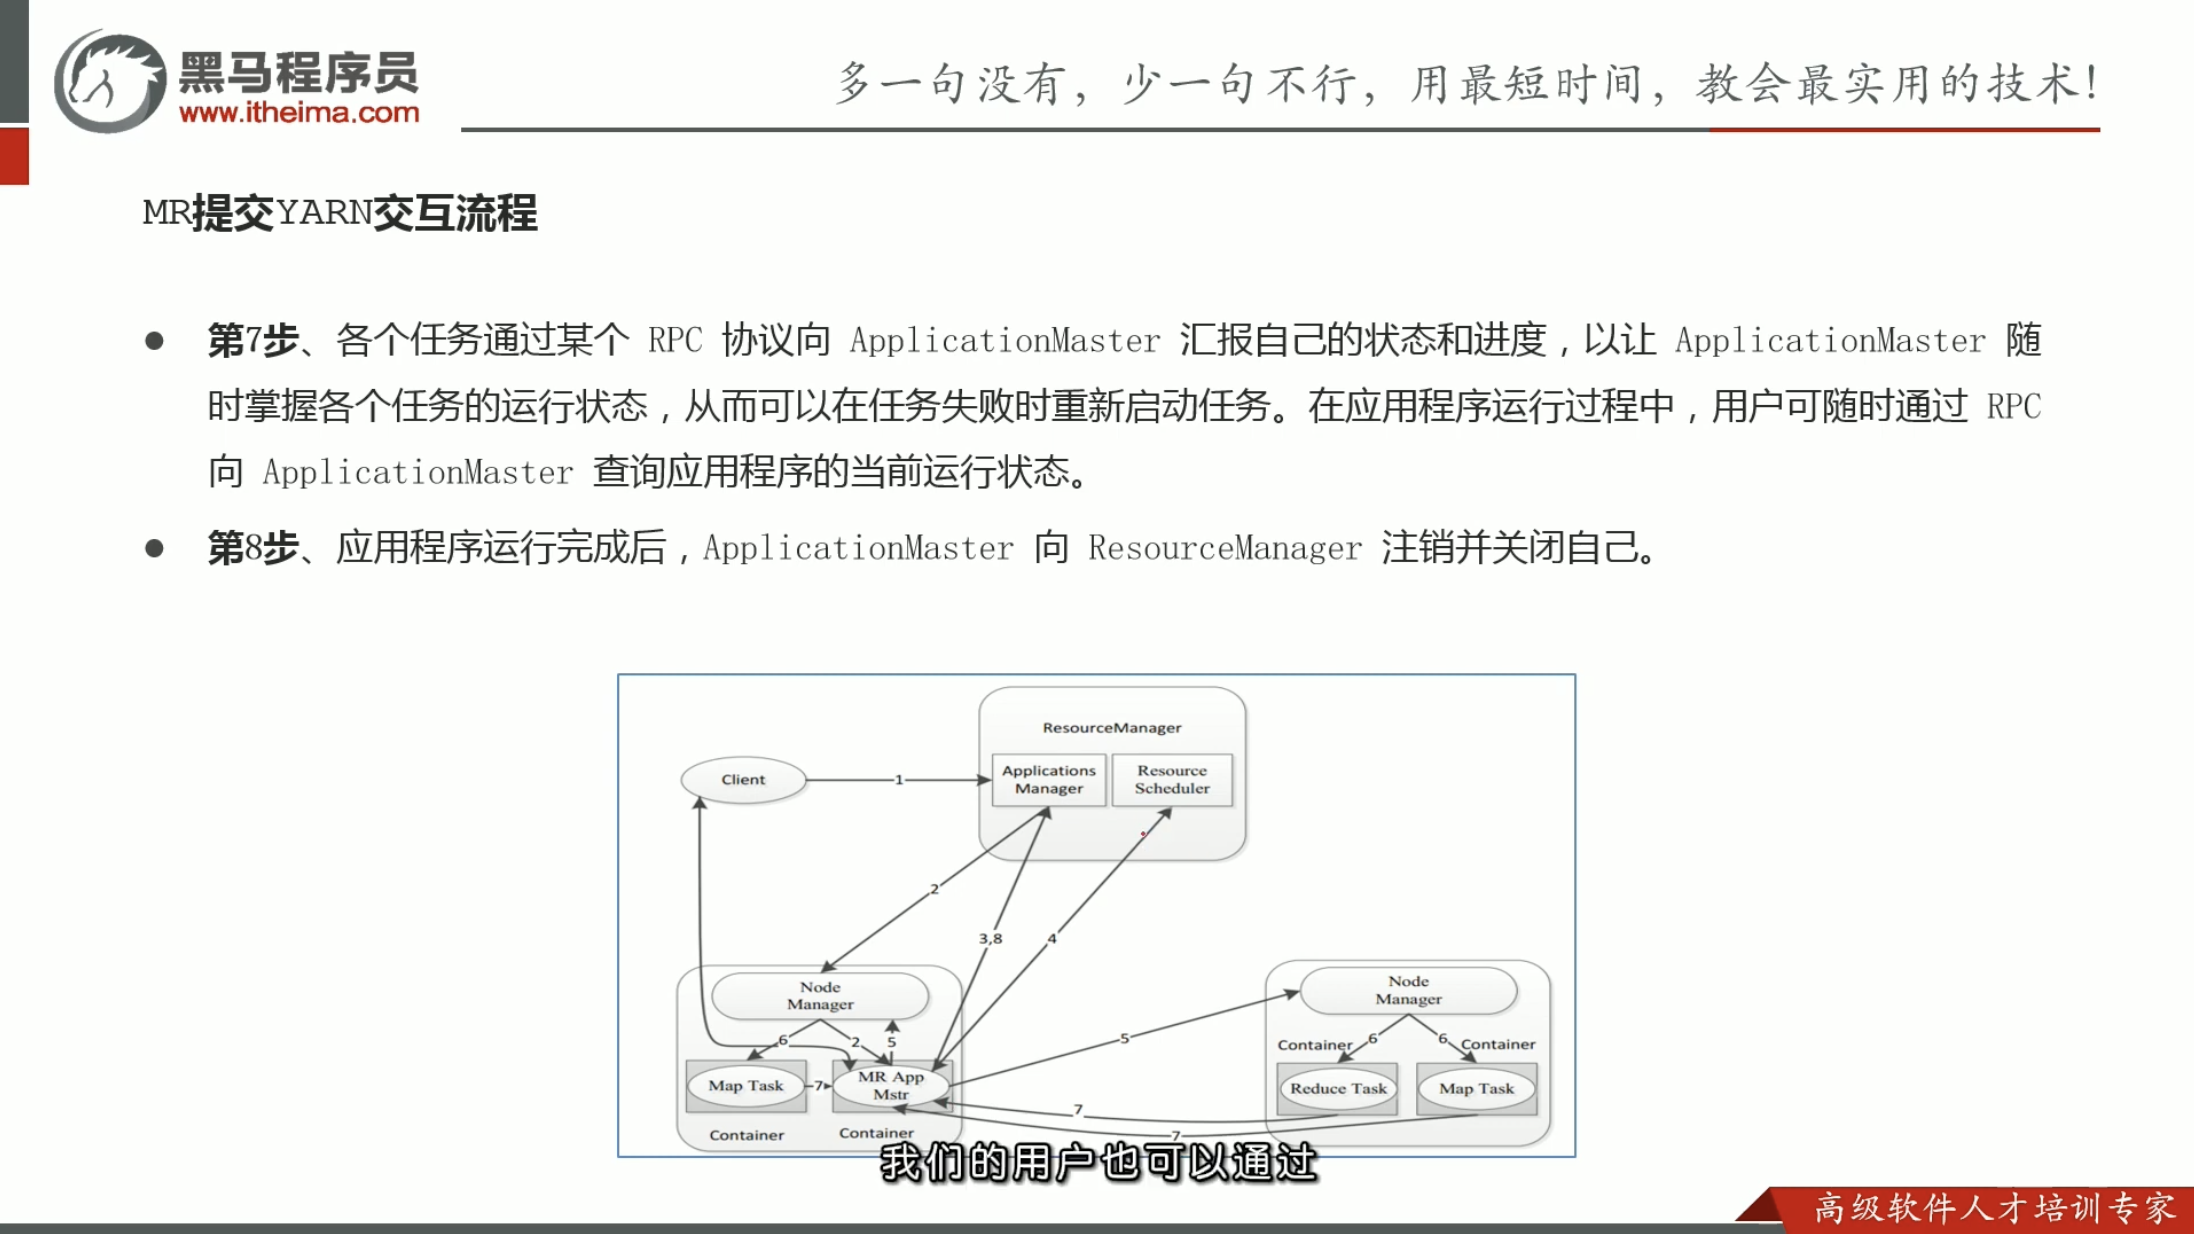 黑马程序员
www.itheima.com
多一句没有，少一句不行，用最短时间，教会最实用的技术！
MR提交YARN交互流程
● 第7步、各个任务通过某个 RPC 协议向 ApplicationMaster 汇报自己的状态和进度，以让 ApplicationMaster 随
时掌握各个任务的运行状态，从而可以在任务失败时重新启动任务。在应用程序运行过程中，用户可随时通过 RPC
向 ApplicationMaster 查询应用程序的当前运行状态。
● 第8步、应用程序运行完成后，ApplicationMaster 向 ResourceManager 注销并关闭自己。
ResourceManager
Client
1
Applications
Manager
Resource
Scheduler
2
3,8
4
Node
Manager
6
2
5
Map Task
7
MR App
Mstr
Container
Container
5
Node
Manager
Container
6
6
Container
Reduce Task
Map Task
7
7
我们的用户也可以通过
高级软件人才培训专家